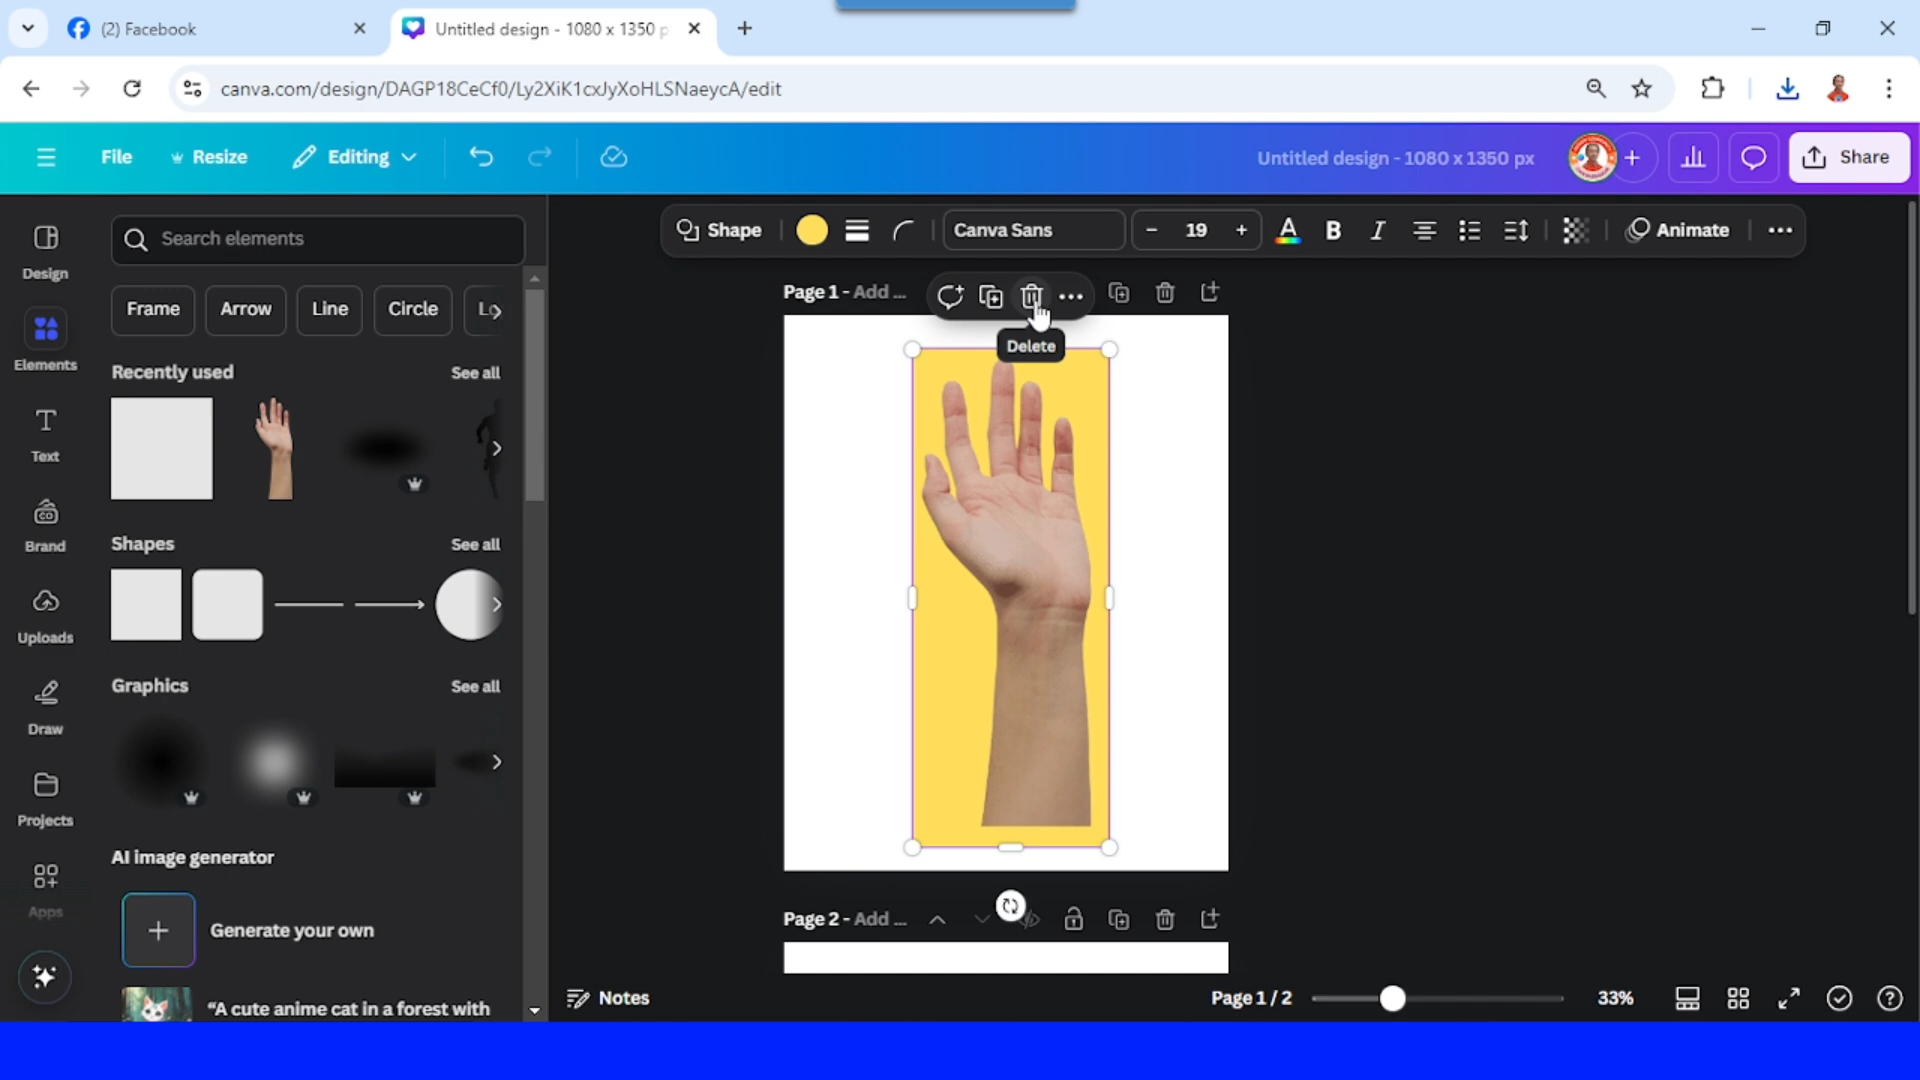 (2) Facebook
Untitled design - 1080 x 1350 p
canva.com/design/DAGP18CeCf0/Ly2XiK1cxJyXoHLSNaeycA/edit
File
Resize
Editing
Untitled design - 1080 x 1350 px
Share
Search elements
Shape
Canva Sans
19
A
B
I
Animate
Design
Elements
Text
Brand
Uploads
Draw
Projects
Apps
Frame
Arrow
Line
Circle
Recently used
See all
Shapes
See all
Graphics
See all
AI image generator
Generate your own
"A cute anime cat in a forest with
Page 1 - Add ...
Delete
Page 2 - Add ...
Notes
Page 1 / 2
33%